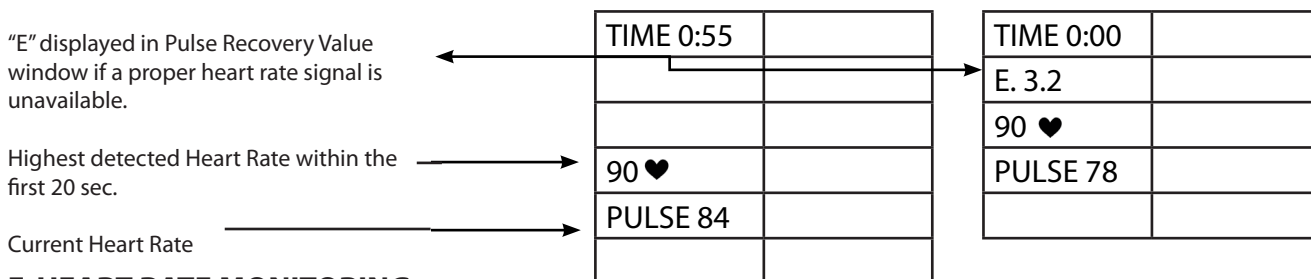 “E” displayed in Pulse Recovery Value
window if a proper heart rate signal is
unavailable.
Highest detected Heart Rate within the
first 20 sec.
Current Heart Rate
TIME 0:55
90 ♥
PULSE 84
TIME 0:00
E. 3.2
90 ♥
PULSE 78